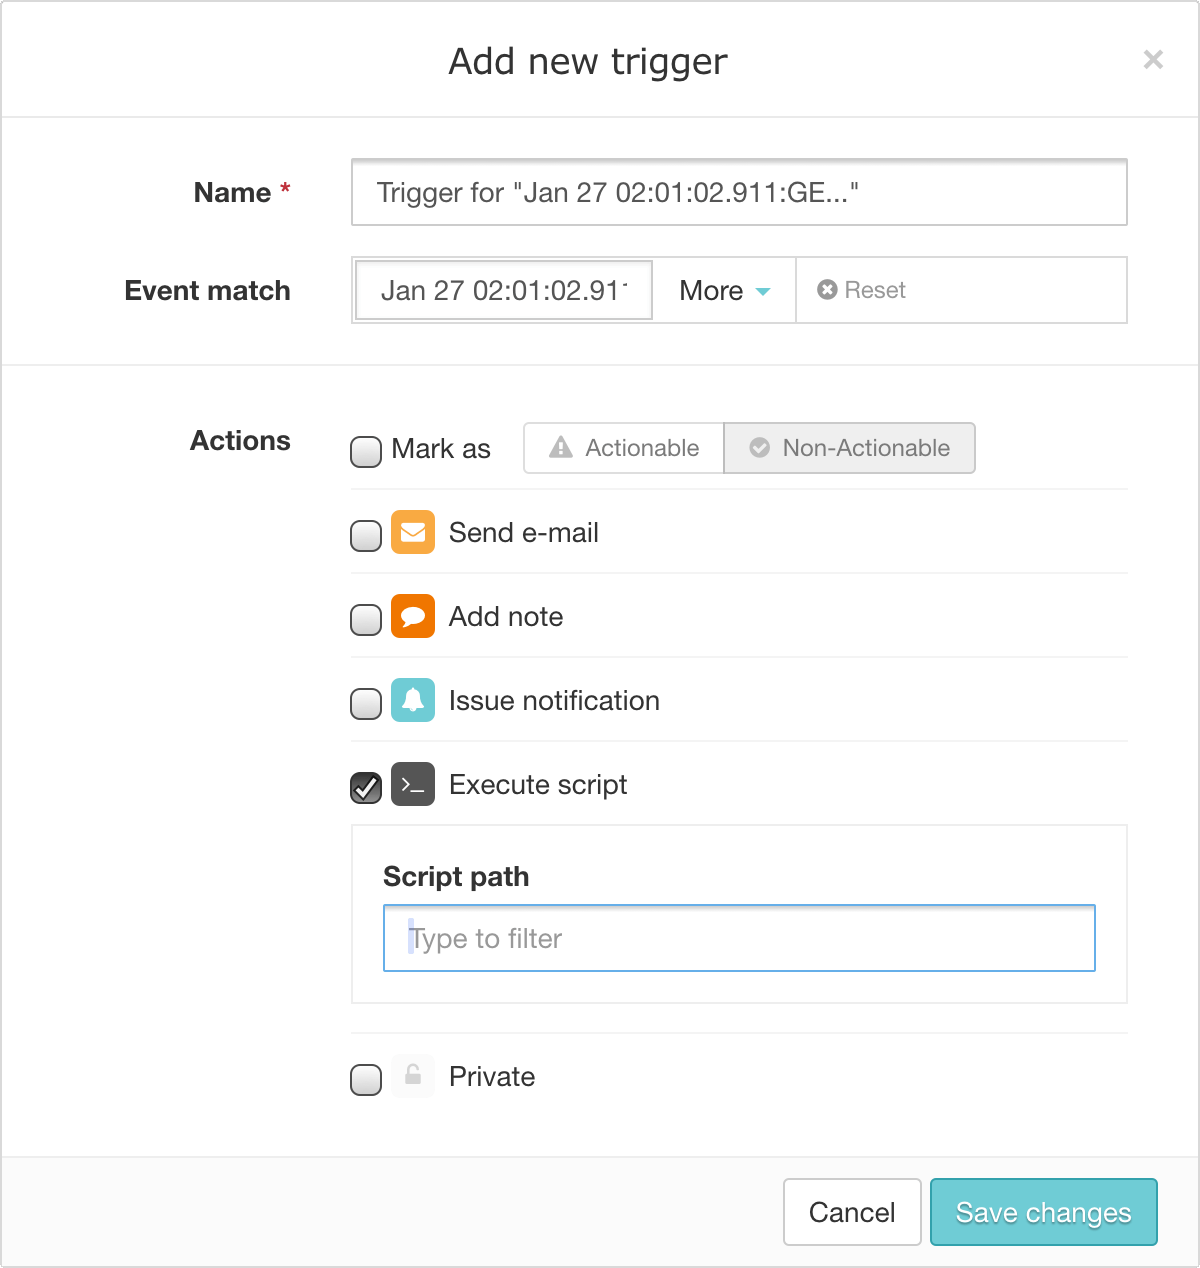 Add new trigger
Name *
Trigger for "Jan 27 02:01:02.911:GE..."
Event match
Jan 27 02:01:02.91
More
Reset
Actions
Mark as
Actionable
Non-Actionable
Send e-mail
Add note
Issue notification
Execute script
Script path
Type to filter
Private
Cancel
Save changes